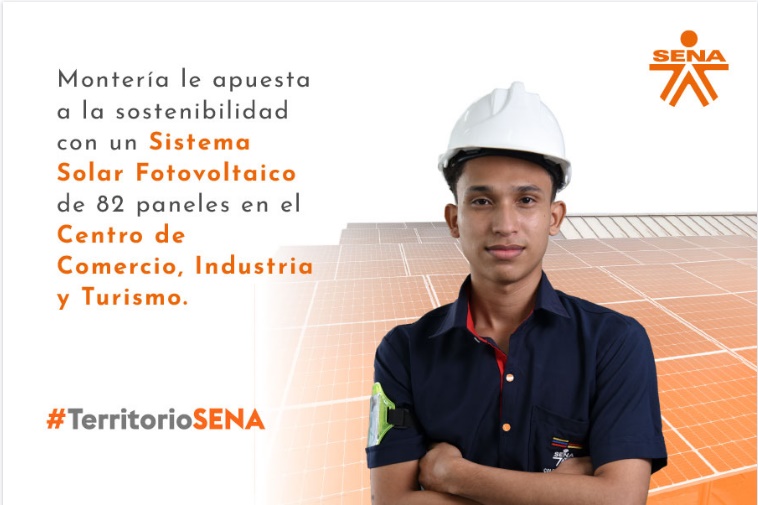 Montería le apuesta
a la sostenibilidad
con un Sistema
Solar Fotovoltaico
de 82 paneles en el
Centro de
Comercio, Industria
y Turismo.
#TerritorioSENA
SENA
SENA